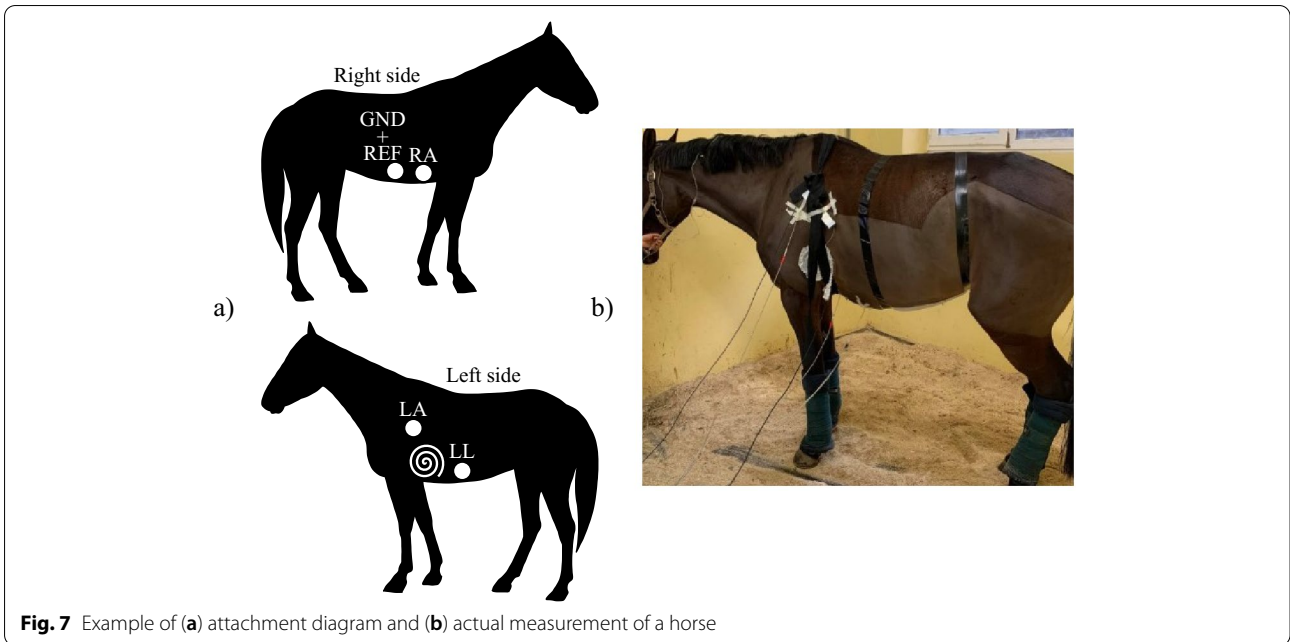 Right side
GND
+
REF RA
a)
b)
Left side
LA
LL
Fig. 7 Example of (a) attachment diagram and (b) actual measurement of a horse